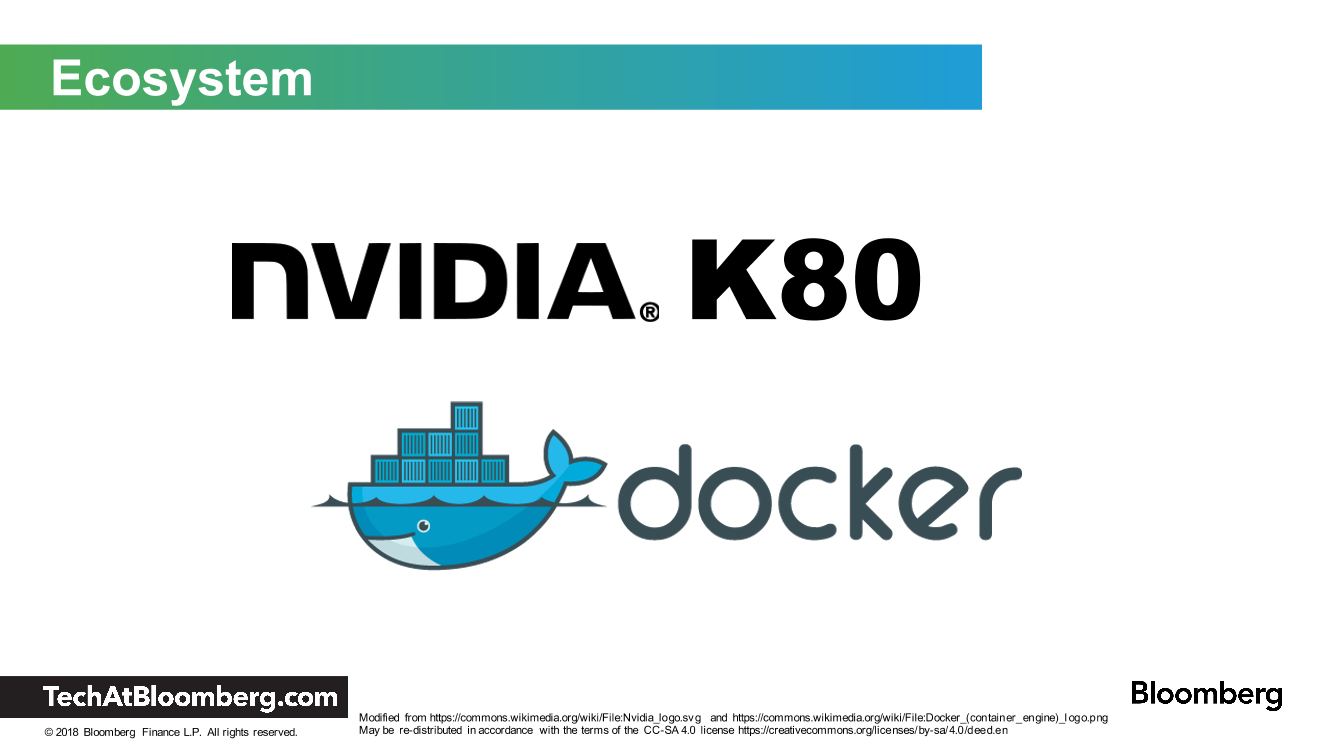 Ecosystem
NVIDIA® K80
docker
TechAtBloomberg.com
Bloomberg
© 2018 Bloomberg Finance L.P. All rights reserved.
Modified from https://commons.wikimedia.org/wiki/File:Nvidia_logo.svg and https://commons.wikimedia.org/wiki/File:Docker_(container_engine)_logo.png
May be re-distributed in accordance with the terms of the CC-SA 4.0 license https://creativecommons.org/licenses/by-sa/4.0/deed.en